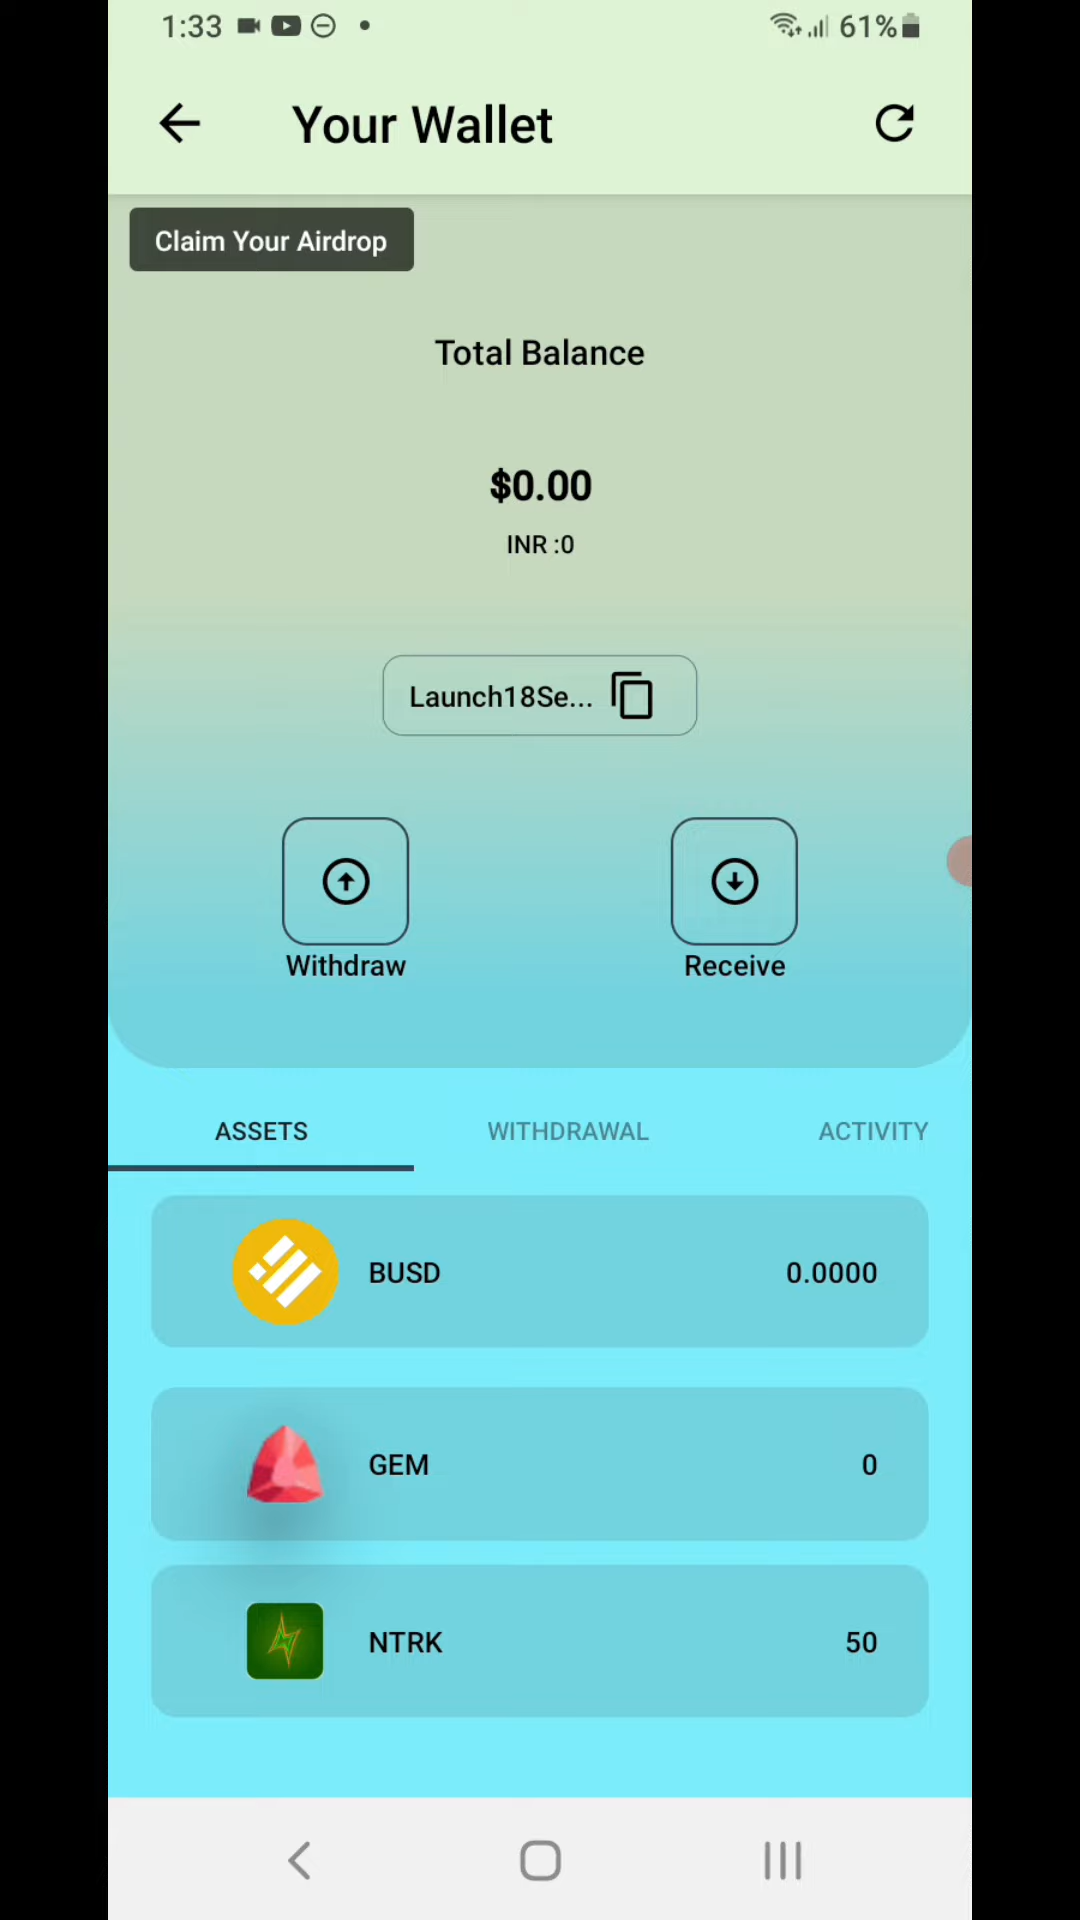 1:33
61%
Your Wallet
Claim Your Airdrop
Total Balance
$0.00
INR :0
Launch18Se...
Withdraw
Receive
ASSETS WITHDRAWAL ACTIVITY
BUSD 0.0000
GEM 0
NTRK 50